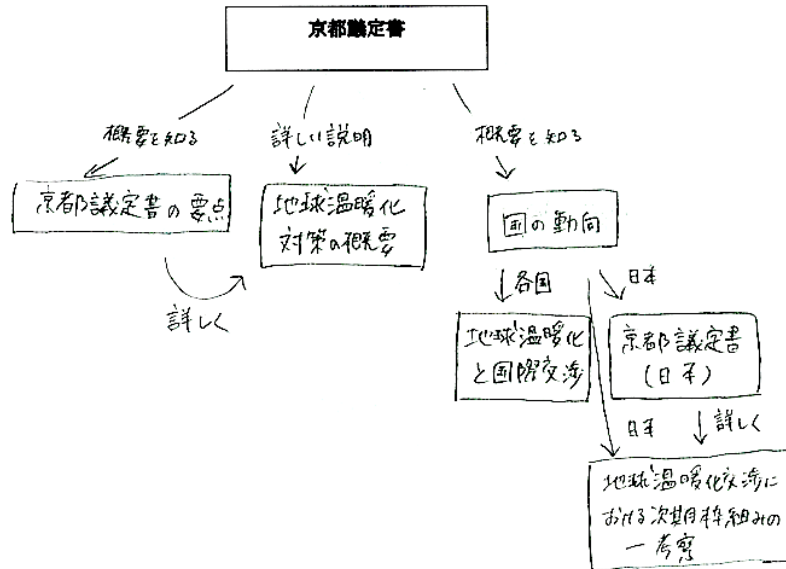 京都議定書
概要を知る
詳しい説明
概要を知る
京都議定書の要点
地球温暖化
対策の概要
国の動向
詳しく
各国
日本
地球温暖化
と国際交渉
京都議定書
(日本)
日本
詳しく
地球温暖化交渉に
おける次期枠組みの
一考察